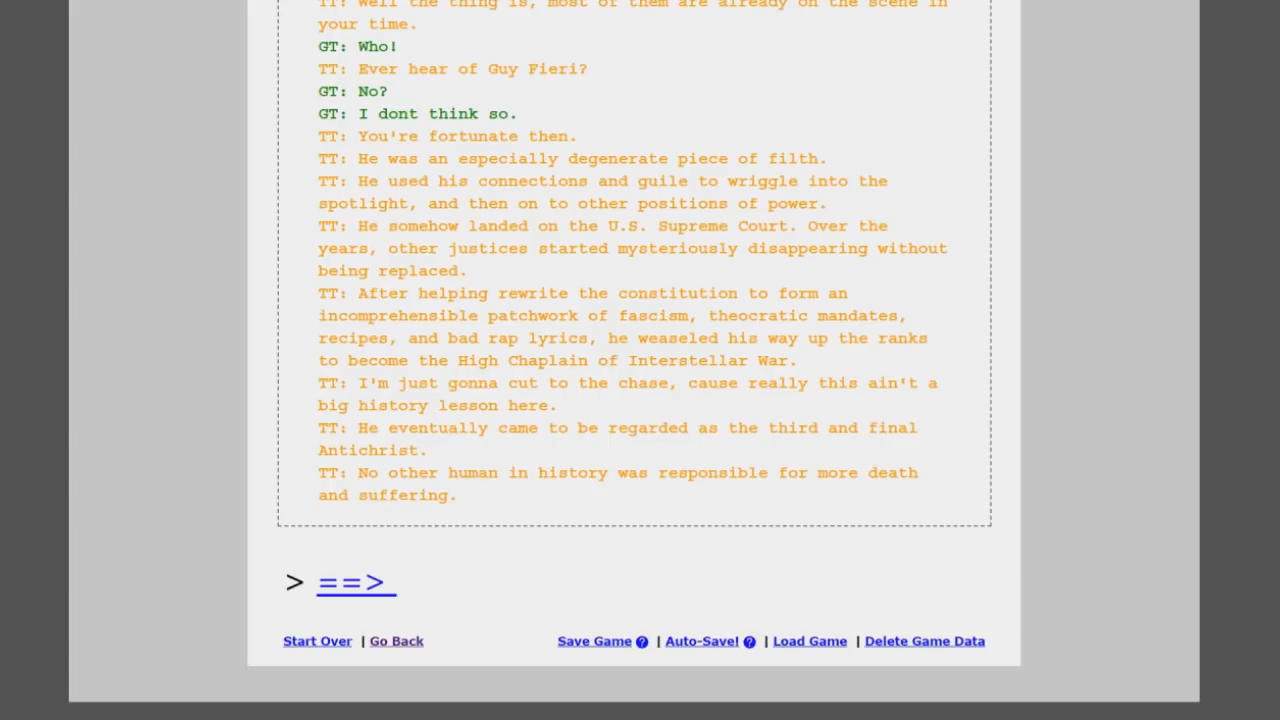 TT: Well the thing is, most of them are already on the scene in
your time.
GT: Who!
TT: Ever hear of Guy Fieri?
GT: No?
GT: I dont think so.
TT: You're fortunate then.
TT: He was an especially degenerate piece of filth.
TT: He used his connections and guile to wriggle into the
spotlight, and then on to other positions of power.
TT: He somehow landed on the U.S. Supreme Court. Over the
years, other justices started mysteriously disappearing without
being replaced.
TT: After helping rewrite the constitution to form an
incomprehensible patchwork of fascism, theocratic mandates,
recipes, and bad rap lyrics, he weaseled his way up the ranks
to become the High Chaplain of Interstellar War.
TT: I'm just gonna cut to the chase, cause really this ain't a
big history lesson here.
TT: He eventually came to be regarded as the third and final
Antichrist.
TT: No other human in history was responsible for more death
and suffering.
> ==>
Start Over | Go Back Save Game ? | Auto-Save! ? | Load Game | Delete Game Data